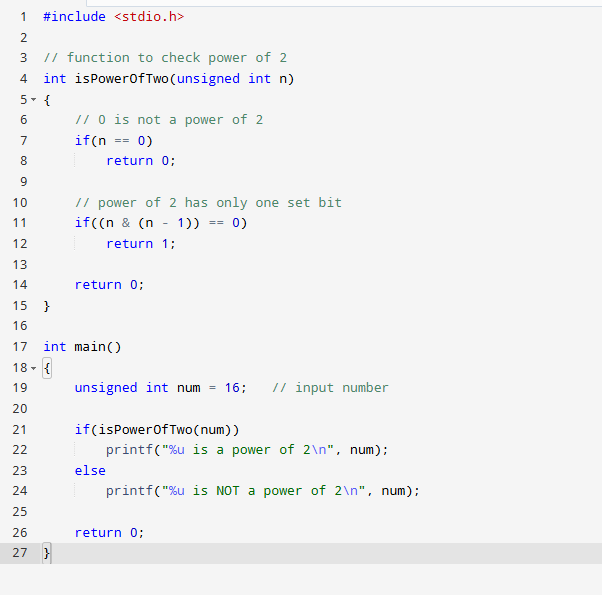 1 #include <stdio.h>
2
3 // function to check power of 2
4 int isPowerOfTwo(unsigned int n)
5 {
6     // 0 is not a power of 2
7     if(n == 0)
8         return 0;
9
10     // power of 2 has only one set bit
11     if((n & (n - 1)) == 0)
12         return 1;
13
14     return 0;
15 }
16
17 int main()
18 {
19     unsigned int num = 16;   // input number
20
21     if(isPowerOfTwo(num))
22         printf("%u is a power of 2\n", num);
23     else
24         printf("%u is NOT a power of 2\n", num);
25
26     return 0;
27 }